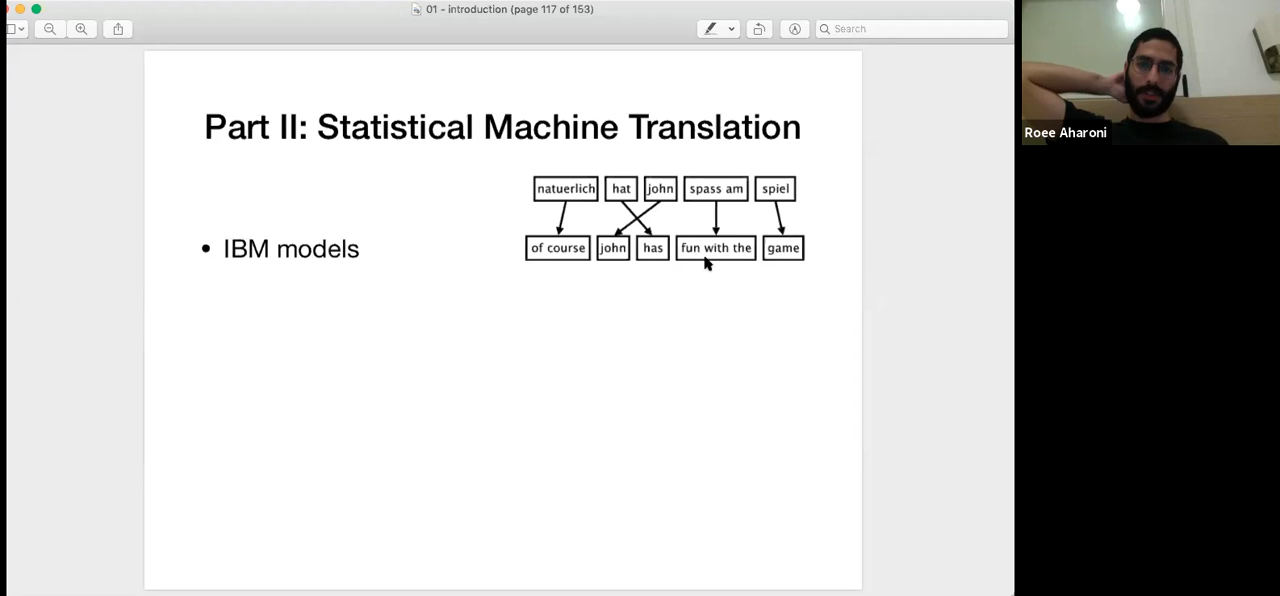 01 - introduction (page 117 of 153)
Search
Part II: Statistical Machine Translation
natuerlich hat john spass am spiel
• IBM models
of course john has fun with the game
Roee Aharoni